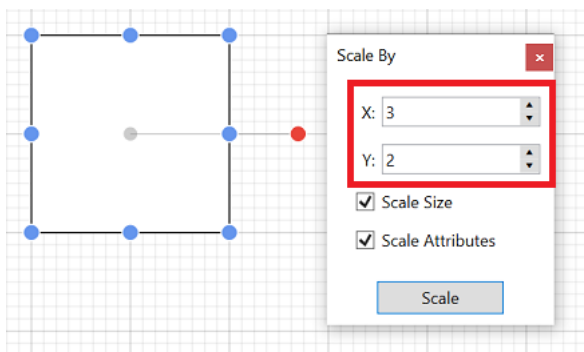 Scale By
X: 3
Y: 2
Scale Size
Scale Attributes
Scale